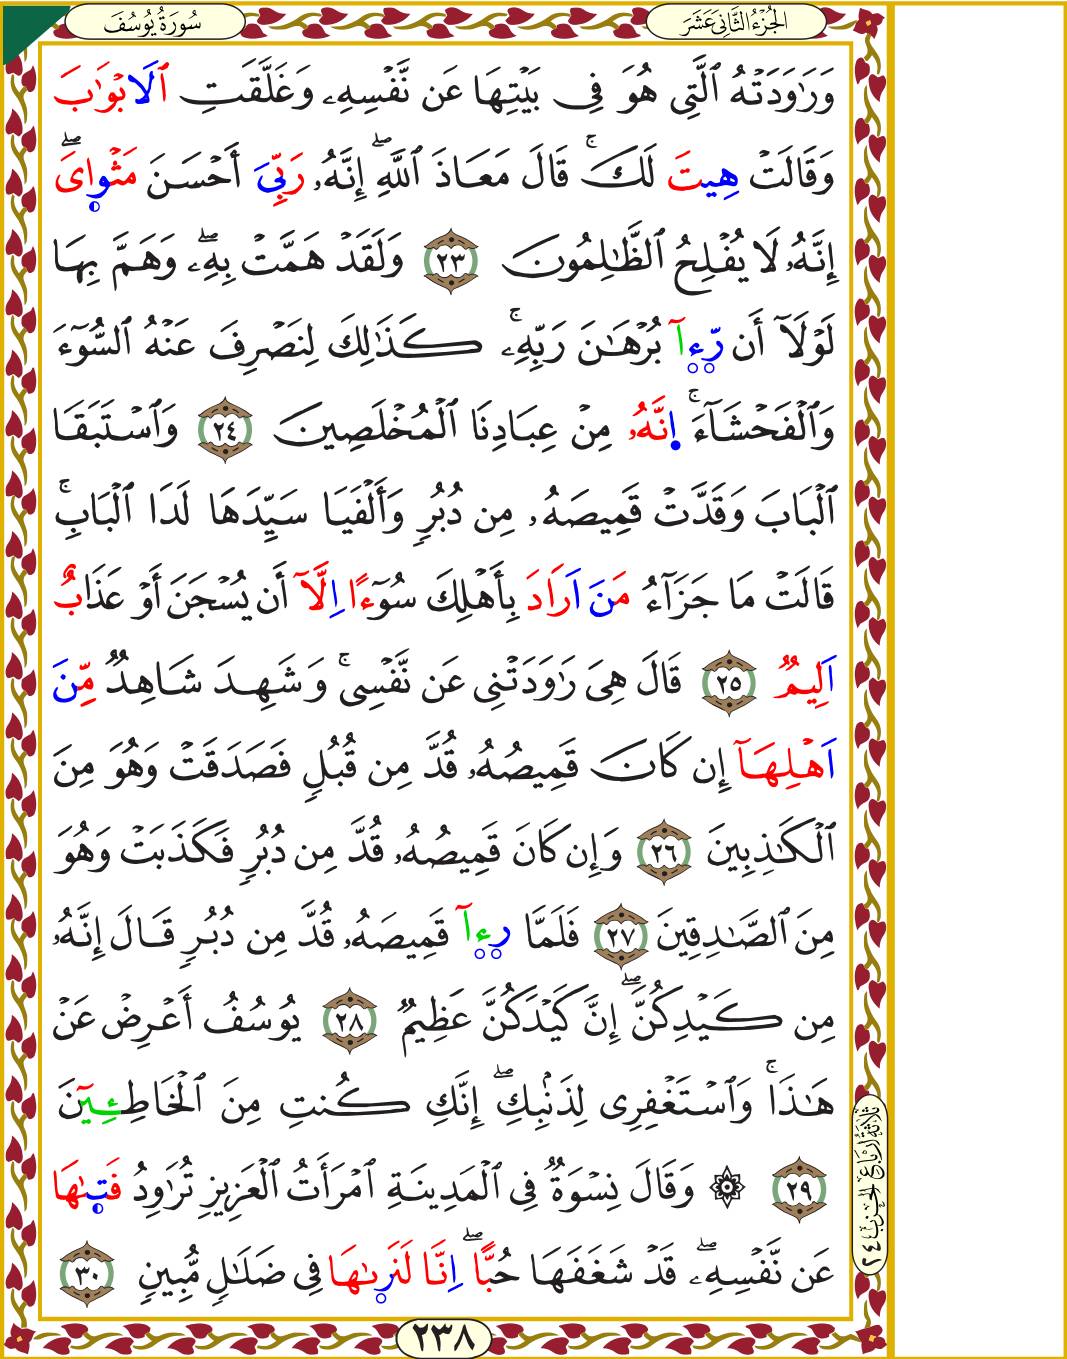 سُورَةُ يُوسُفَ
الجُزْءُ الثَّانِي عَشَرَ
وَرَٰوَدَتْهُ ٱلَّتِى هُوَ فِى بَيْتِهَا عَن نَّفْسِهِۦ وَغَلَّقَتِ ٱلَابْوَٰبَ
وَقَالَتْ هِيتَ لَكَ ۚ قَالَ مَعَاذَ ٱللَّهِ ۖ إِنَّهُۥ رَبِّىَ أَحْسَنَ مَثْوِاىَ ۖ
إِنَّهُۥ لَا يُفْلِحُ ٱلظَّٰلِمُونَ ٢٣ وَلَقَدْ هَمَّتْ بِهِۦ ۖ وَهَمَّ بِهَا
لَوْلَآ أَن رِّءِآ بُرْهَٰنَ رَبِّهِۦ ۚ كَذَٰلِكَ لِنَصْرِفَ عَنْهُ ٱلسُّوٓءَ
وَٱلْفَحْشَآءَ ۚ اِنَّهُۥ مِنْ عِبَادِنَا ٱلْمُخْلَصِينَ ٢٤ وَٱسْتَبَقَا
ٱلْبَابَ وَقَدَّتْ قَمِيصَهُۥ مِن دُبُرٍ وَأَلْفَيَا سَيِّدَهَا لَدَا ٱلْبَابِ ۚ
قَالَتْ مَا جَزَآءُ مَنَ اَرَادَ بِأَهْلِكَ سُوٓءًا اِلَّآ أَن يُسْجَنَ أَوْ عَذَابٌ
اَلِيمٌ ٢٥ قَالَ هِىَ رَٰوَدَتْنِى عَن نَّفْسِى ۚ وَشَهِدَ شَاهِدٌ مِّنَ
اَهْلِهَآ إِن كَانَ قَمِيصُهُۥ قُدَّ مِن قُبُلٍ فَصَدَقَتْ وَهُوَ مِنَ
ٱلْكَٰذِبِينَ ٢٦ وَإِن كَانَ قَمِيصُهُۥ قُدَّ مِن دُبُرٍ فَكَذَبَتْ وَهُوَ
مِنَ ٱلصَّٰدِقِينَ ٢٧ فَلَمَّا رِءِآ قَمِيصَهُۥ قُدَّ مِن دُبُرٍ قَالَ إِنَّهُۥ
مِن كَيْدِكُنَّ ۖ إِنَّ كَيْدَكُنَّ عَظِيمٌ ٢٨ يُوسُفُ أَعْرِضْ عَنْ
هَٰذَا ۚ وَٱسْتَغْفِرِى لِذَنۢبِكِ ۖ إِنَّكِ كُنتِ مِنَ ٱلْخَاطِـِٔينَ
٢٩ ۞ وَقَالَ نِسْوَةٌ فِى ٱلْمَدِينَةِ ٱمْرَأَتُ ٱلْعَزِيزِ تُرَٰوِدُ فَتِىٰهَا
عَن نَّفْسِهِۦ ۖ قَدْ شَغَفَهَا حُبًّا ۖ اِنَّا لَنَرِىٰهَا فِى ضَلَٰلٍ مُّبِينٍ ٣٠
ثلاثة أرباع الحزب ٢٤
٢٣٨